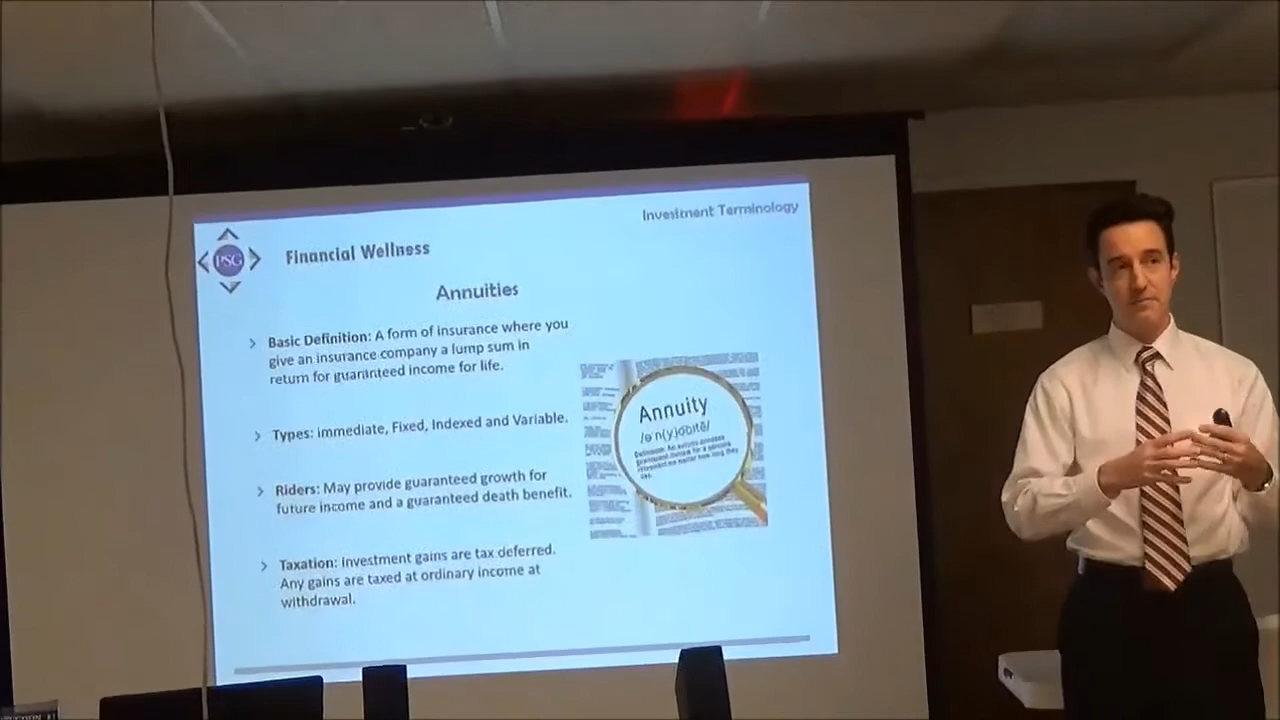 Investment Terminology
PSG
Financial Wellness
Annuities
Basic Definition: A form of insurance where you
give an insurance company a lump sum in
return for guaranteed income for life.
Types: immediate, Fixed, Indexed and Variable.
Riders: May provide guaranteed growth for
future income and a guaranteed death benefit.
Taxation: Investment gains are tax deferred.
Any gains are taxed at ordinary income at
withdrawal.
Annuity